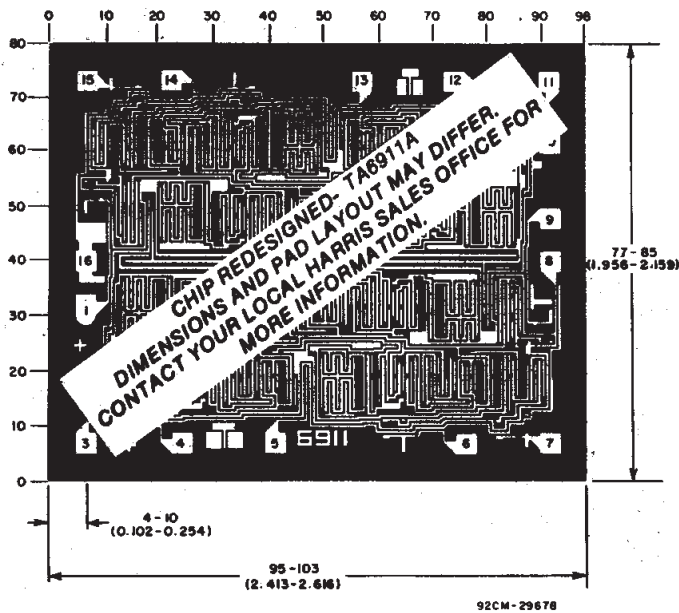 0 10 20 30 40 50 60 70 80 90 98
80
70
60
50
40
30
20
10
0
15 14 13 12 11
9
8
16
1
3 4 5 6911 6 7
CHIP REDESIGNED- TA6911A
DIMENSIONS AND PAD LAYOUT MAY DIFFER.
CONTACT YOUR LOCAL HARRIS SALES OFFICE FOR
MORE INFORMATION.
77-85
(1.956-2.159)
4-10
(0.102-0.254)
95-103
(2.413-2.616)
92CM-29678